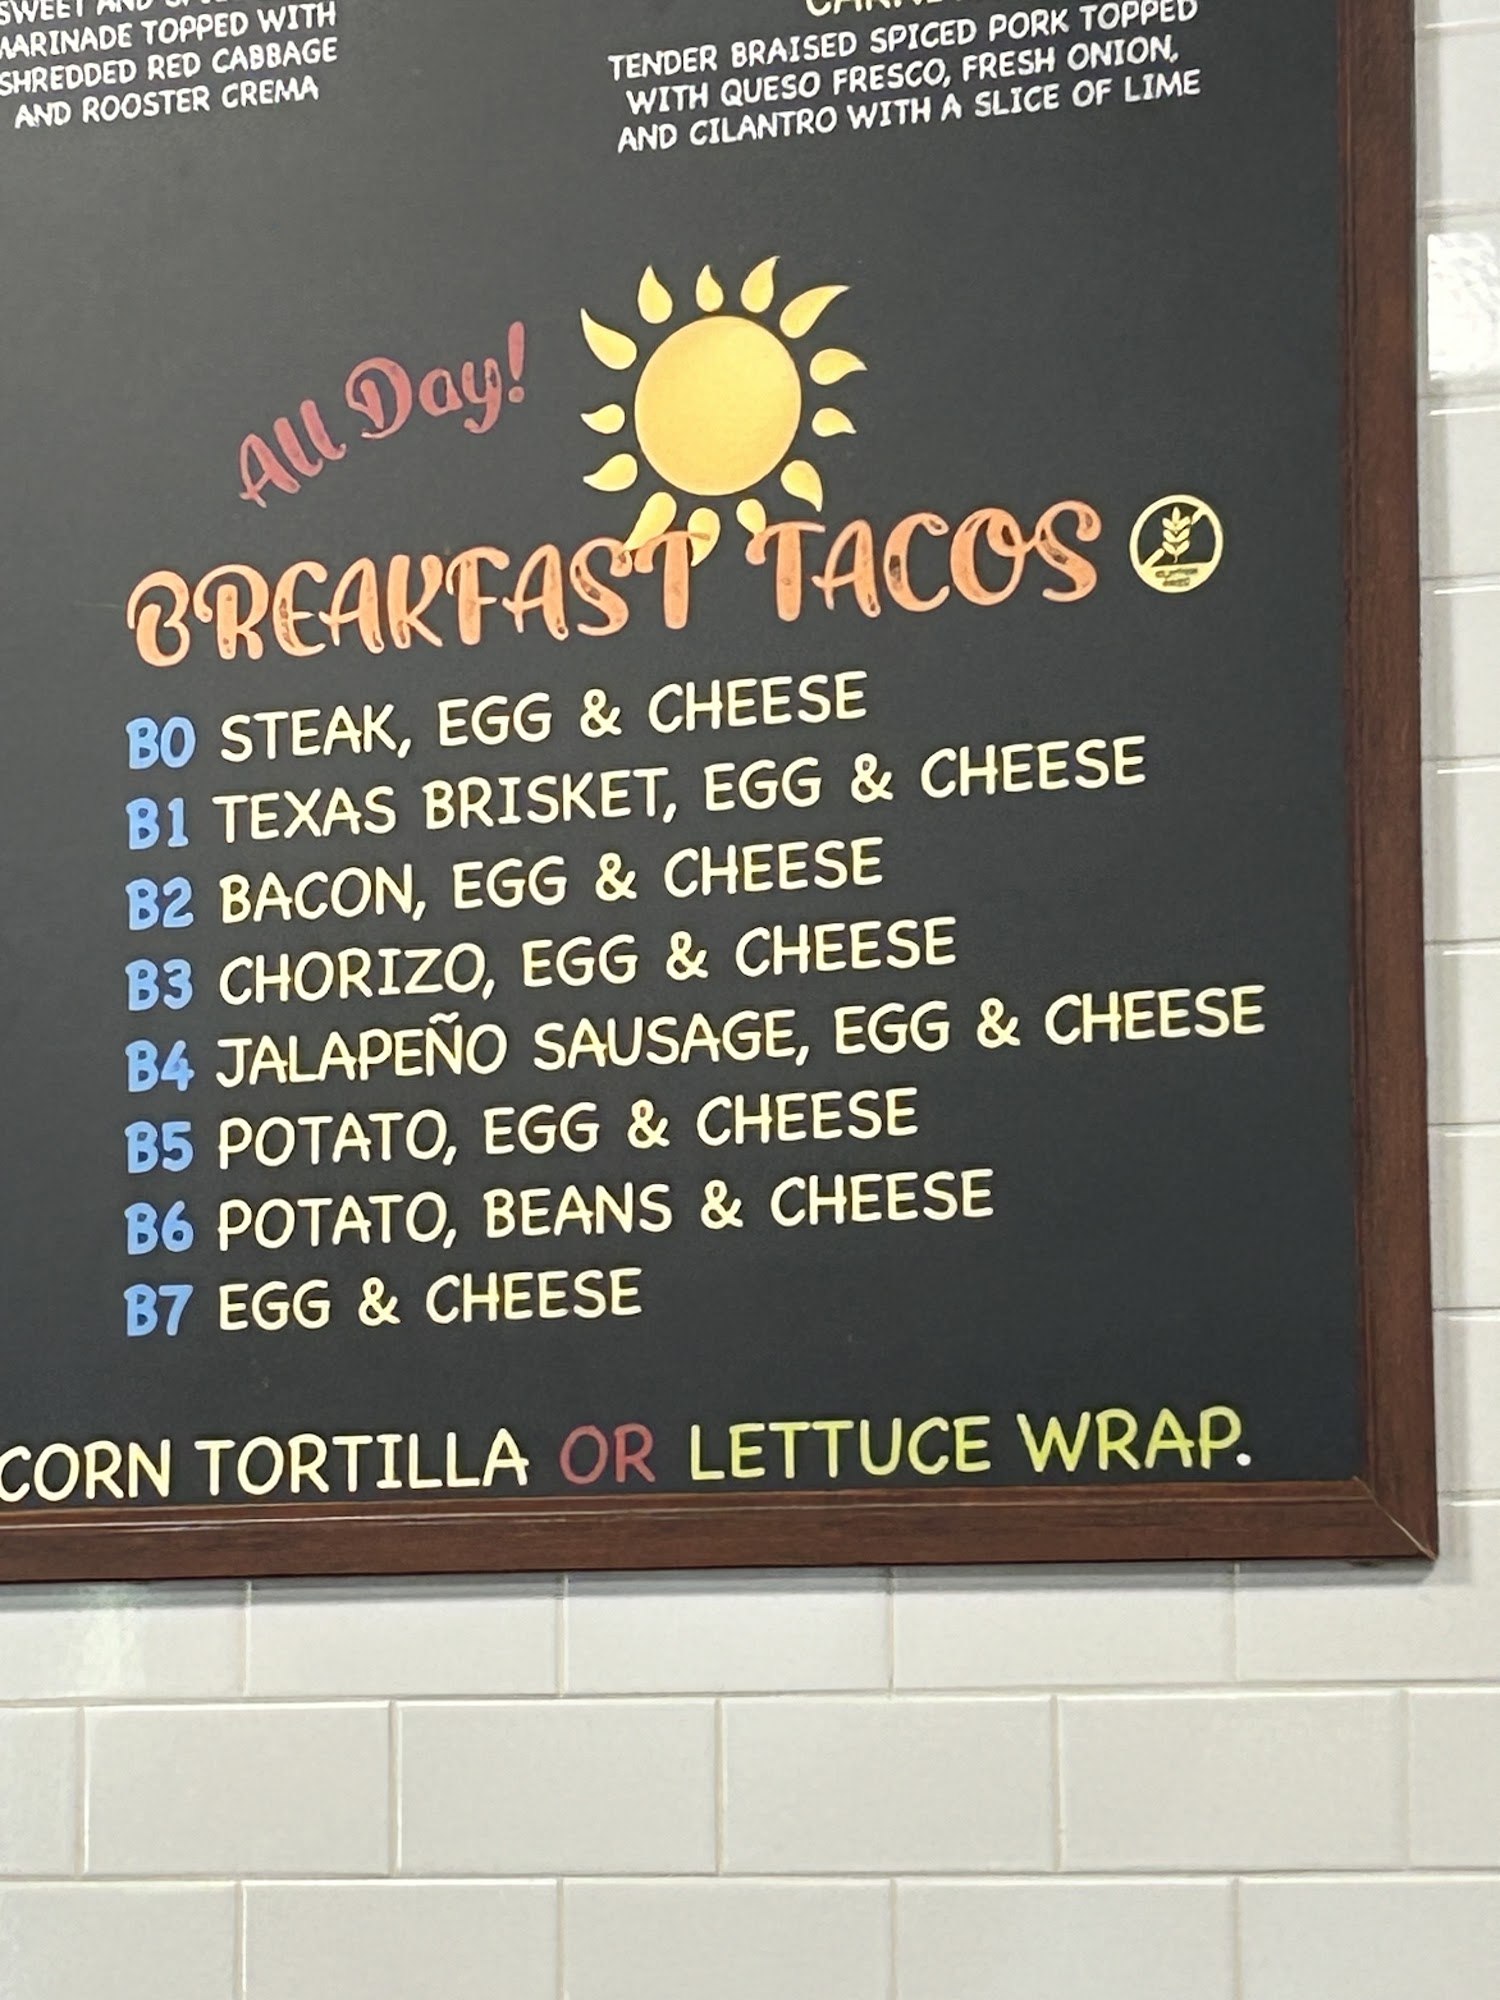 SWEET AND
MARINADE TOPPED WITH
SHREDDED RED CABBAGE
AND ROOSTER CREMA
TENDER BRAISED SPICED PORK TOPPED
WITH QUESO FRESCO, FRESH ONION,
AND CILANTRO WITH A SLICE OF LIME
All Day!
BREAKFAST TACOS
B0 STEAK, EGG & CHEESE
B1 TEXAS BRISKET, EGG & CHEESE
B2 BACON, EGG & CHEESE
B3 CHORIZO, EGG & CHEESE
B4 JALAPEÑO SAUSAGE, EGG & CHEESE
B5 POTATO, EGG & CHEESE
B6 POTATO, BEANS & CHEESE
B7 EGG & CHEESE
CORN TORTILLA OR LETTUCE WRAP.